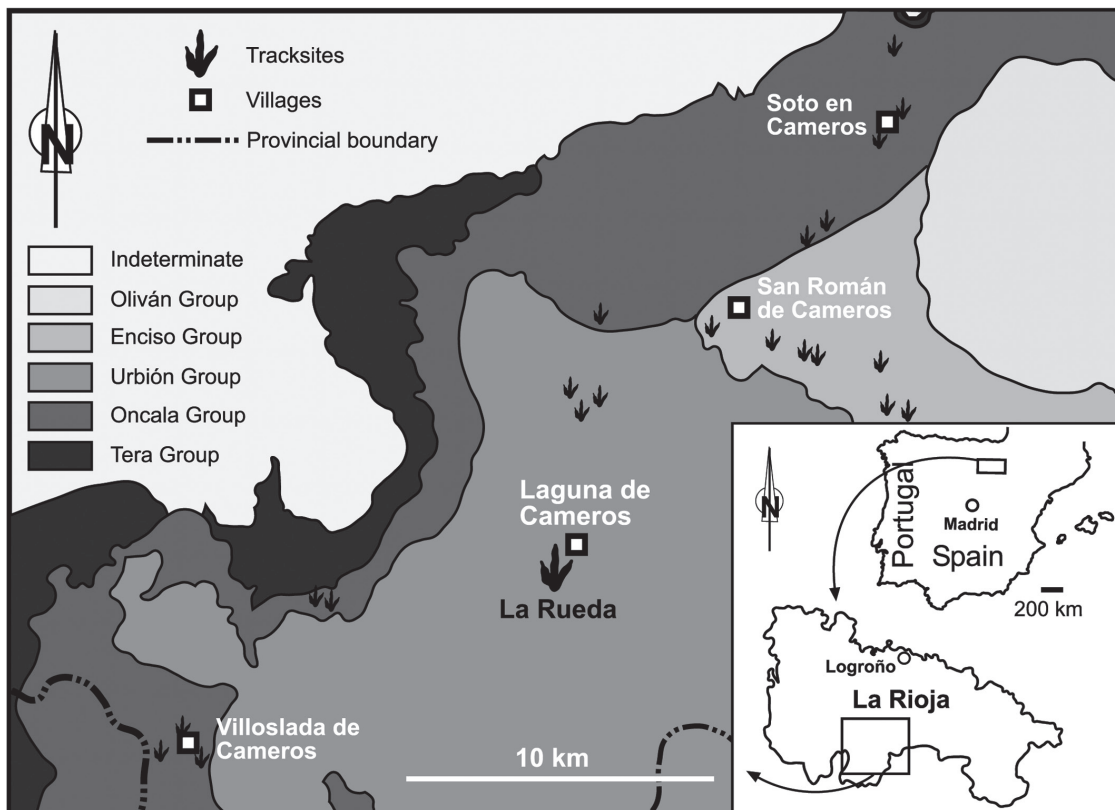 N
Tracksites
Villages
Provincial boundary
Indeterminate
Oliván Group
Enciso Group
Urbión Group
Oncala Group
Tera Group
Soto en
Cameros
San Román
de Cameros
Laguna de
Cameros
La Rueda
Villoslada de
Cameros
10 km
N
Portugal
Madrid
Spain
200 km
Logroño
La Rioja